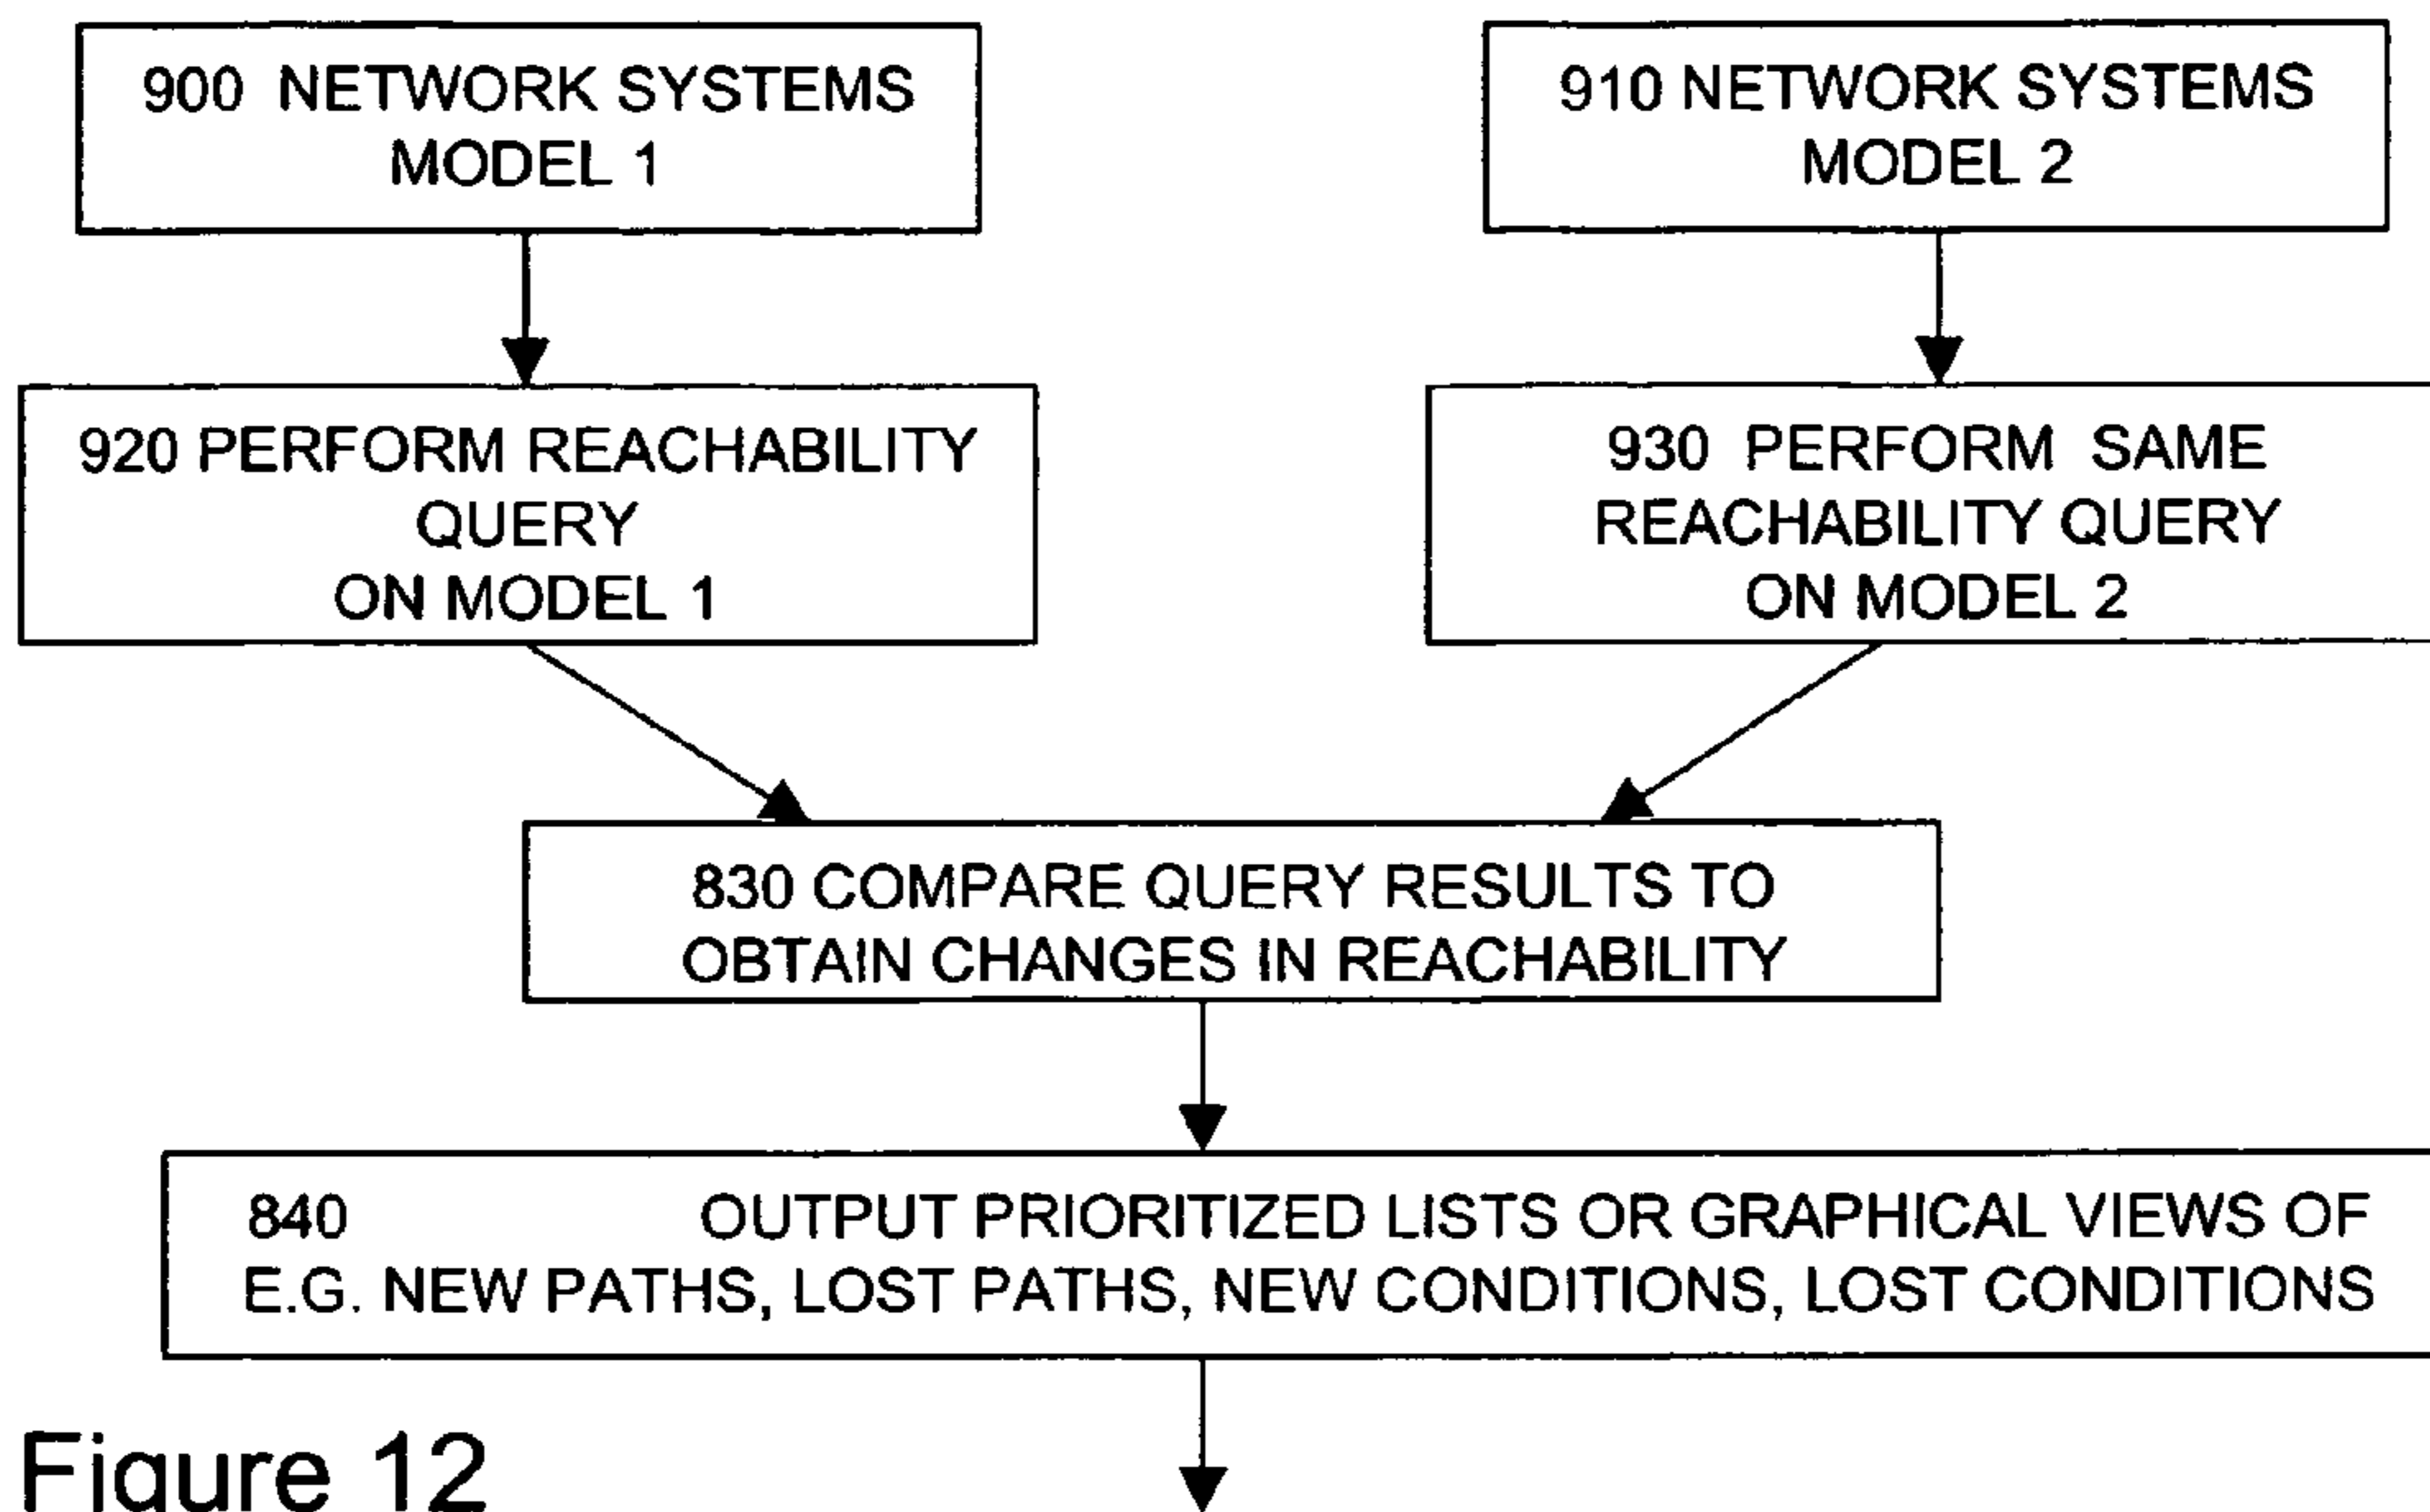 900 NETWORK SYSTEMS
MODEL 1
910 NETWORK SYSTEMS
MODEL 2
920 PERFORM REACHABILITY
QUERY
ON MODEL 1
930 PERFORM SAME
REACHABILITY QUERY
ON MODEL 2
830 COMPARE QUERY RESULTS TO
OBTAIN CHANGES IN REACHABILITY
840 OUTPUT PRIORITIZED LISTS OR GRAPHICAL VIEWS OF
E.G. NEW PATHS, LOST PATHS, NEW CONDITIONS, LOST CONDITIONS
Figure 12